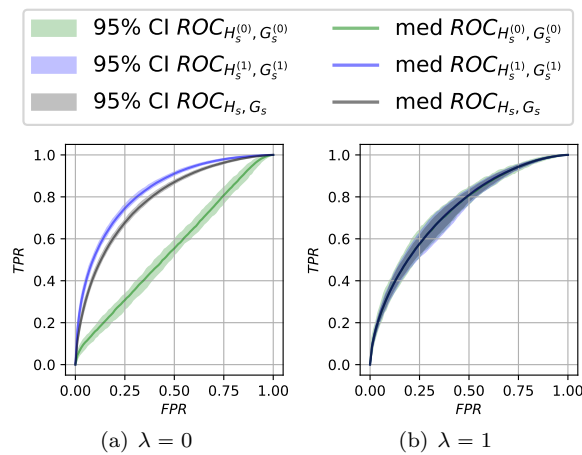 95% CI $ROC_{H_s^{(0)}, G_s^{(0)}}$ med $ROC_{H_s^{(0)}, G_s^{(0)}}$
95% CI $ROC_{H_s^{(1)}, G_s^{(1)}}$ med $ROC_{H_s^{(1)}, G_s^{(1)}}$
95% CI $ROC_{H_s, G_s}$ med $ROC_{H_s, G_s}$
1.0
0.8
0.6
0.4
0.2
0.0
TPR
0.00 0.25 0.50 0.75 1.00
FPR
(a) λ = 0
1.0
0.8
0.6
0.4
0.2
0.0
TPR
0.00 0.25 0.50 0.75 1.00
FPR
(b) λ = 1